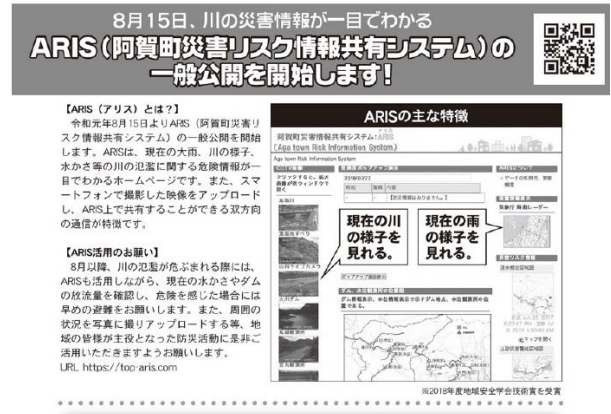 8月15日、川の災害情報が一目でわかる
ARIS(阿賀町災害リスク情報共有システム)の
一般公開を開始します!
【ARIS(アリス)とは?】
令和元年8月15日よりARIS(阿賀町災害リ
スク情報共有システム)の一般公開を開始
します。ARISは、現在の大雨、川の様子、
水かさ等の川の氾濫に関する危険情報が一
目でわかるホームページです。また、スマ
ートフォンで撮影した映像をアップロード
し、ARIS上で共有することができる双方向
の通信が特徴です。
【ARIS活用のお願い】
8月以降、川の氾濫が危ぶまれる際には、
ARISも活用しながら、現在の水かさやダム
の放流量を確認し、危険を感じた場合には
早めの避難をお願いします。また、周囲の
状況を写真に撮りアップロードする等、地
域の皆様が主役となった防災活動に是非ご
活用いただきますようお願いします。
URL https://top-aris.com
ARISの主な特徴
阿賀町災害情報共有システム:ARIS
(Aga town Risk Information System)
Aga town Risk Information System
現在の川
の様子を
見れる。
現在の雨
の様子を
見れる。
※2018年度地域安全学会技術賞を受賞